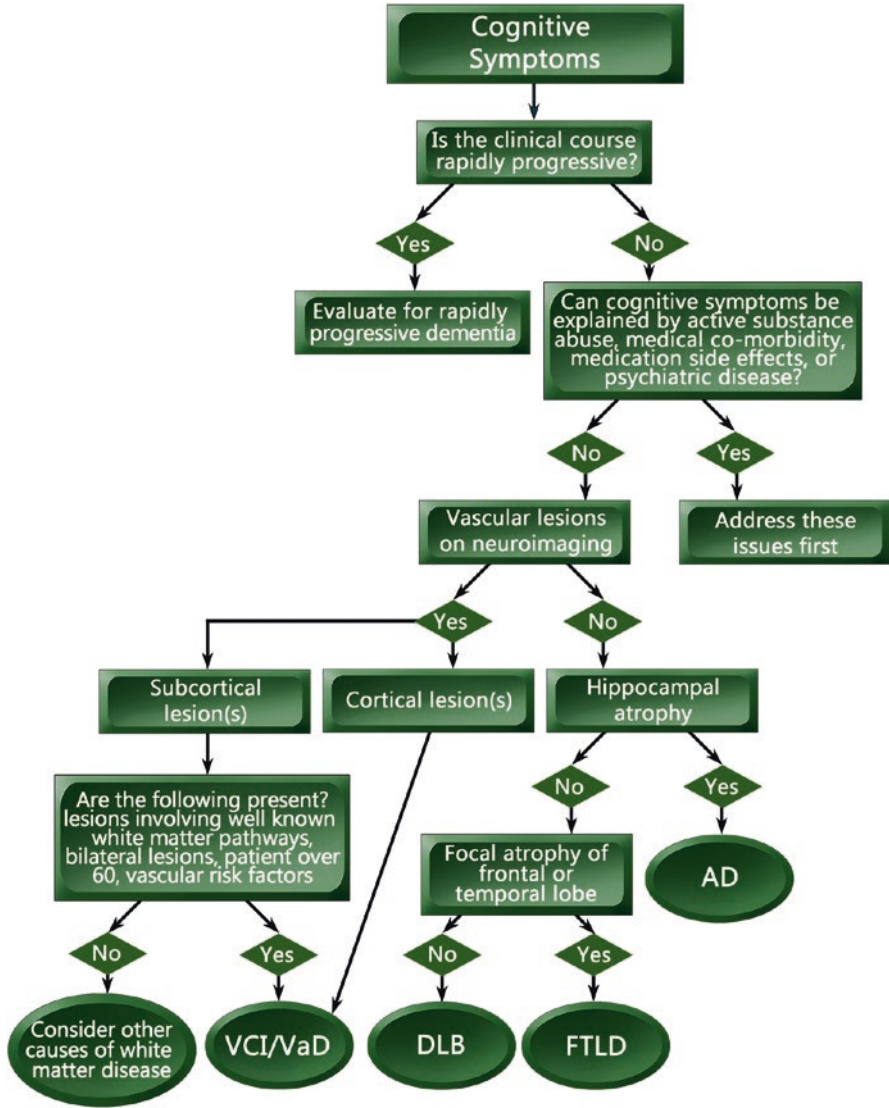 Cognitive
Symptoms
Is the clinical course
rapidly progressive?
Yes
No
Evaluate for rapidly
progressive dementia
Can cognitive symptoms be
explained by active substance
abuse, medical co-morbidity,
medication side effects, or
psychiatric disease?
No
Yes
Vascular lesions
on neuroimaging
Address these
issues first
Yes
No
Subcortical
lesion(s)
Cortical lesion(s)
Hippocampal
atrophy
No
Yes
Are the following present?
lesions involving well known
white matter pathways,
bilateral lesions, patient over
60, vascular risk factors
Focal atrophy of
frontal or
temporal lobe
AD
No
Yes
No
Yes
Consider other
causes of white
matter disease
VCI/VaD
DLB
FTLD